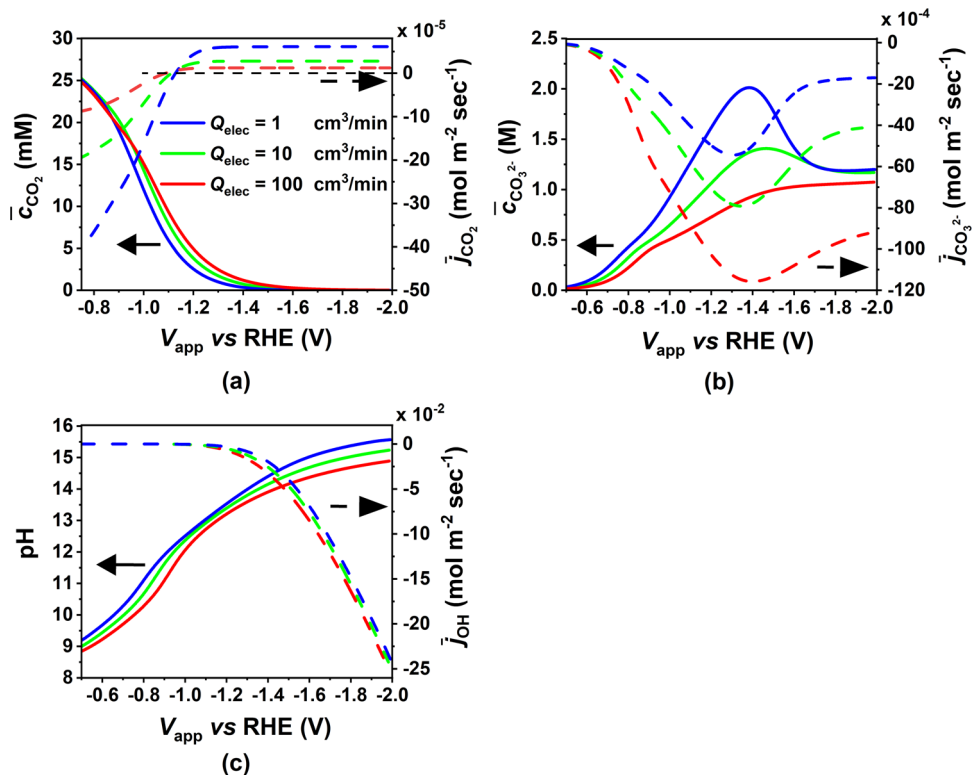 x 10-5
30
25
20
15
10
5
0
c̅CO2 (mM)
Qelec = 1 cm3/min
Qelec = 10 cm3/min
Qelec = 100 cm3/min
10
0
-10
-20
-30
-40
-50
j̅CO2 (mol m-2 sec-1)
-0.8 -1.0 -1.2 -1.4 -1.6 -1.8 -2.0
Vapp vs RHE (V)
(a)
x 10-4
2.5
2.0
1.5
1.0
0.5
0.0
c̅CO32- (M)
0
-20
-40
-60
-80
-100
-120
j̅CO32- (mol m-2 sec-1)
-0.6 -0.8 -1.0 -1.2 -1.4 -1.6 -1.8 -2.0
Vapp vs RHE (V)
(b)
x 10-2
16
15
14
13
12
11
10
9
8
pH
0
-5
-10
-15
-20
-25
j̅OH (mol m-2 sec-1)
-0.6 -0.8 -1.0 -1.2 -1.4 -1.6 -1.8 -2.0
Vapp vs RHE (V)
(c)